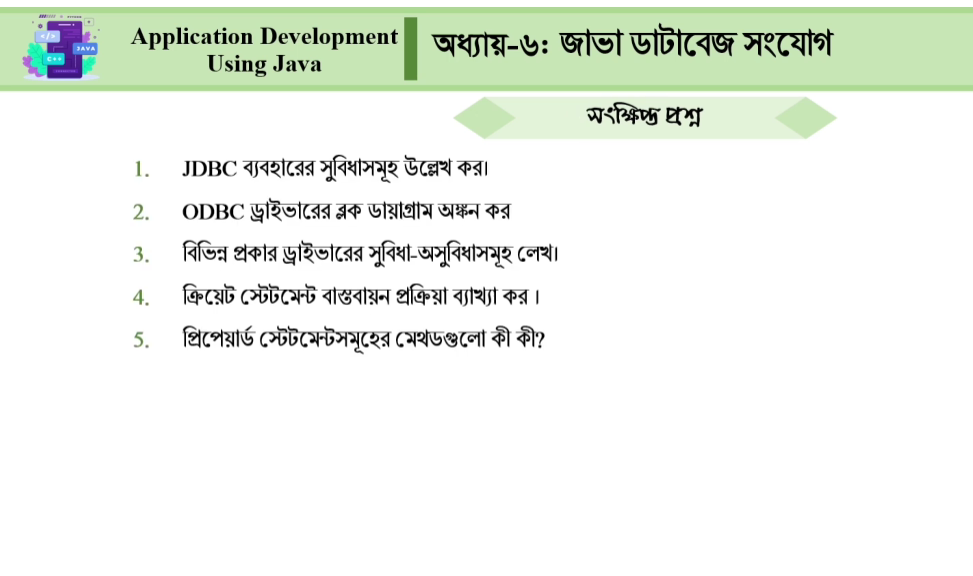 Application Development
Using Java
অধ্যায়-৬: জাভা ডাটাবেজ সংযোগ
</>
JAVA
C++
সংক্ষিপ্ত প্রশ্ন
1. JDBC ব্যবহারের সুবিধাসমূহ উল্লেখ কর।
2. ODBC ড্রাইভারের ব্লক ডায়াগ্রাম অঙ্কন কর
3. বিভিন্ন প্রকার ড্রাইভারের সুবিধা-অসুবিধাসমূহ লেখ।
4. ক্রিয়েট স্টেটমেন্ট বাস্তবায়ন প্রক্রিয়া ব্যাখ্যা কর।
5. প্রিপেয়ার্ড স্টেটমেন্টসমূহের মেথডগুলো কী কী?